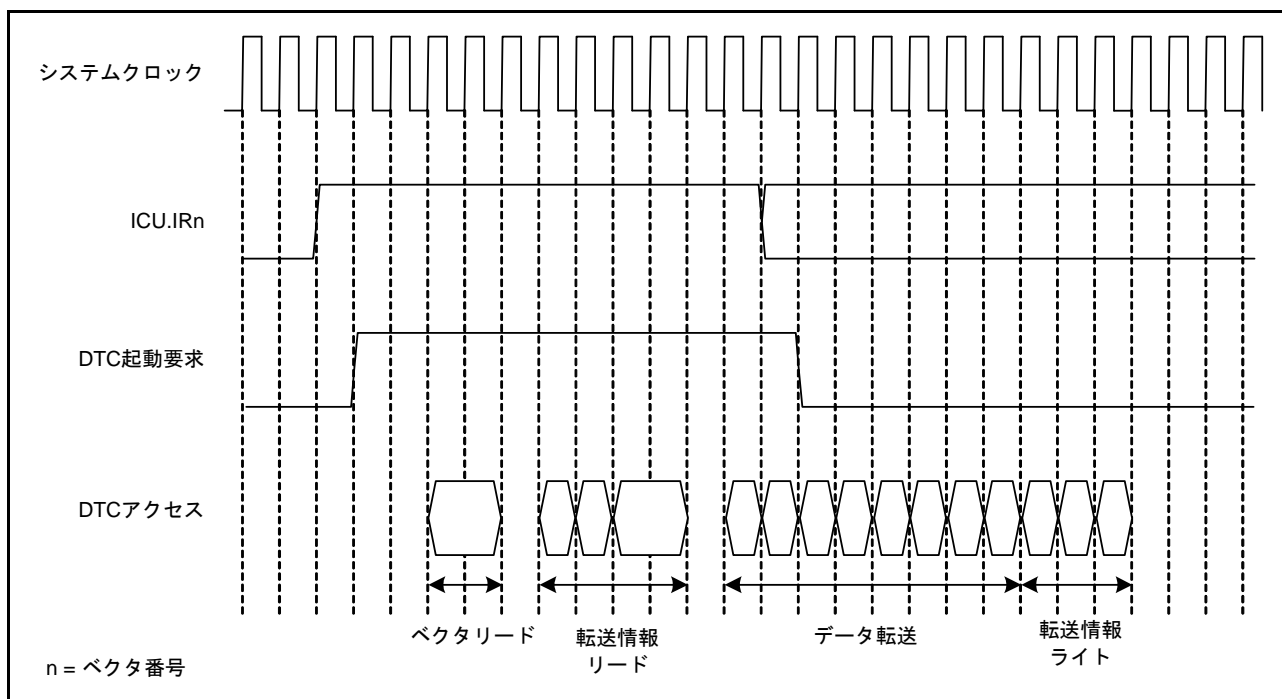 システムクロック
ICU.IRn
DTC起動要求
DTCアクセス
ベクタリード
転送情報
リード
データ転送
転送情報
ライト
n = ベクタ番号